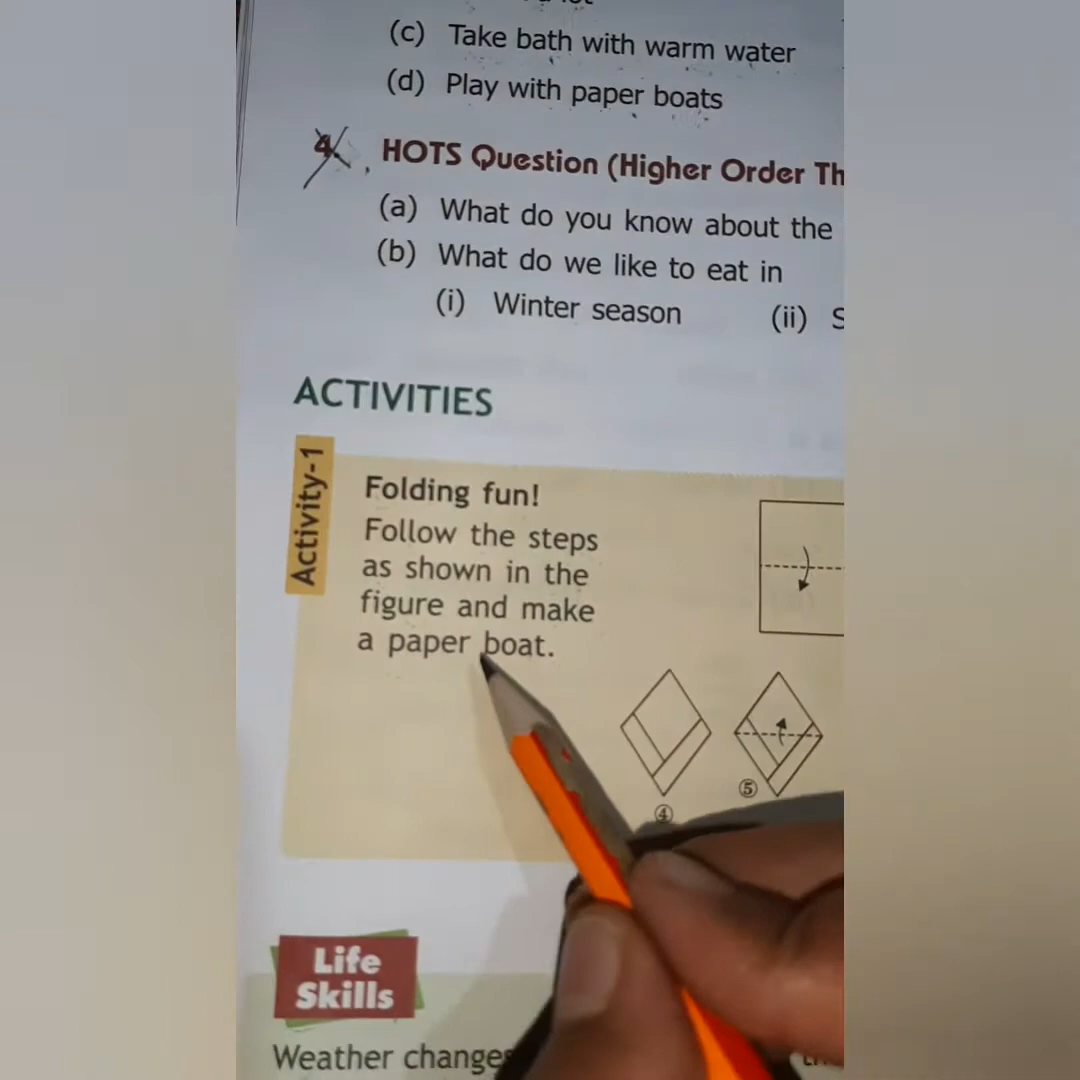 (c) Take bath with warm water
(d) Play with paper boats
4. HOTS Question (Higher Order Th
(a) What do you know about the
(b) What do we like to eat in
(i) Winter season (ii) S
ACTIVITIES
Activity-1
Folding fun!
Follow the steps
as shown in the
figure and make
a paper boat.
④ ⑤
Life
Skills
Weather changes